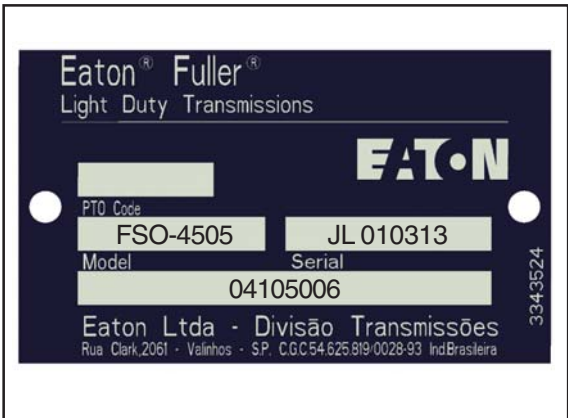 Eaton® Fuller®
Light Duty Transmissions
EATON
PTO Code
FSO-4505 JL 010313
Model Serial
04105006
3343524
Eaton Ltda - Divisão Transmissões
Rua Clark,2061 - Valinhos - S.P. C.G.C 54.625.819/0028-93 Ind.Brasileira